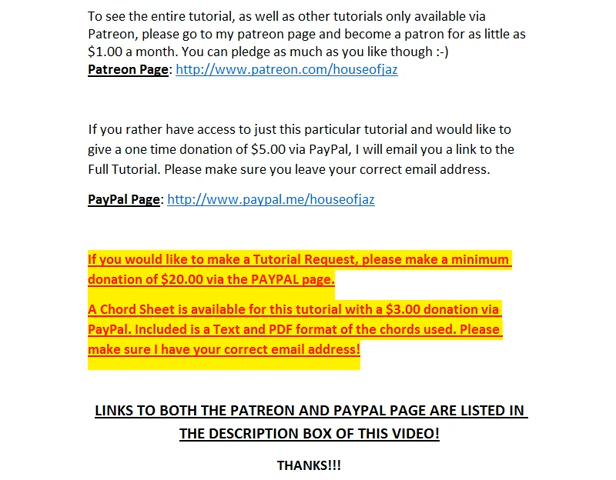 To see the entire tutorial, as well as other tutorials only available via
Patreon, please go to my patreon page and become a patron for as little as
$1.00 a month. You can pledge as much as you like though :-)
Patreon Page: http://www.patreon.com/houseofjaz
If you rather have access to just this particular tutorial and would like to
give a one time donation of $5.00 via PayPal, I will email you a link to the
Full Tutorial. Please make sure you leave your correct email address.
PayPal Page: http://www.paypal.me/houseofjaz
If you would like to make a Tutorial Request, please make a minimum
donation of $20.00 via the PAYPAL page.
A Chord Sheet is available for this tutorial with a $3.00 donation via
PayPal. Included is a Text and PDF format of the chords used. Please
make sure I have your correct email address!
LINKS TO BOTH THE PATREON AND PAYPAL PAGE ARE LISTED IN
THE DESCRIPTION BOX OF THIS VIDEO!
THANKS!!!